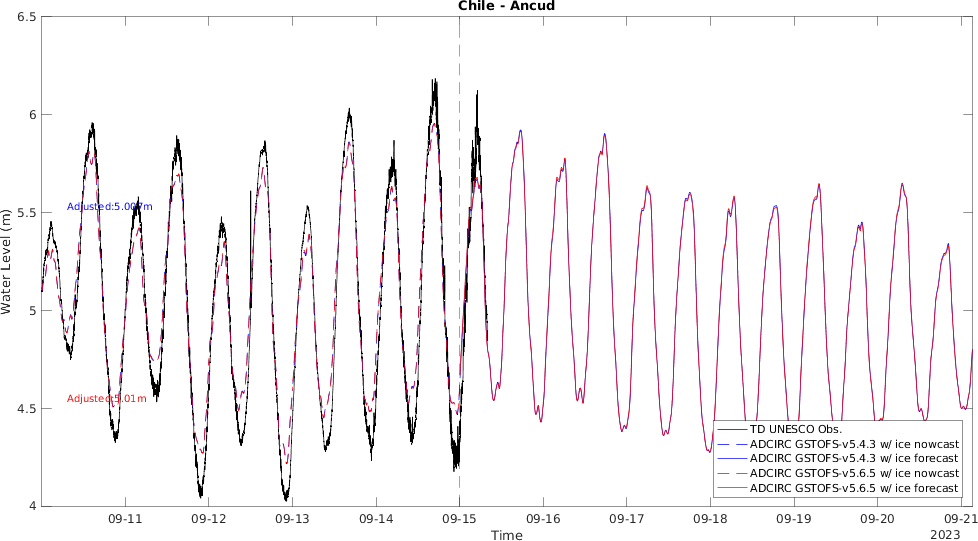 Chile - Ancud
6.5
6
5.5
5
4.5
4
Water Level (m)
Adjusted:5.007m
Adjusted:5.01m
TD UNESCO Obs.
ADCIRC GSTOFS-v5.4.3 w/ ice nowcast
ADCIRC GSTOFS-v5.4.3 w/ ice forecast
ADCIRC GSTOFS-v5.6.5 w/ ice nowcast
ADCIRC GSTOFS-v5.6.5 w/ ice forecast
09-11 09-12 09-13 09-14 09-15 09-16 09-17 09-18 09-19 09-20 09-21
2023
Time